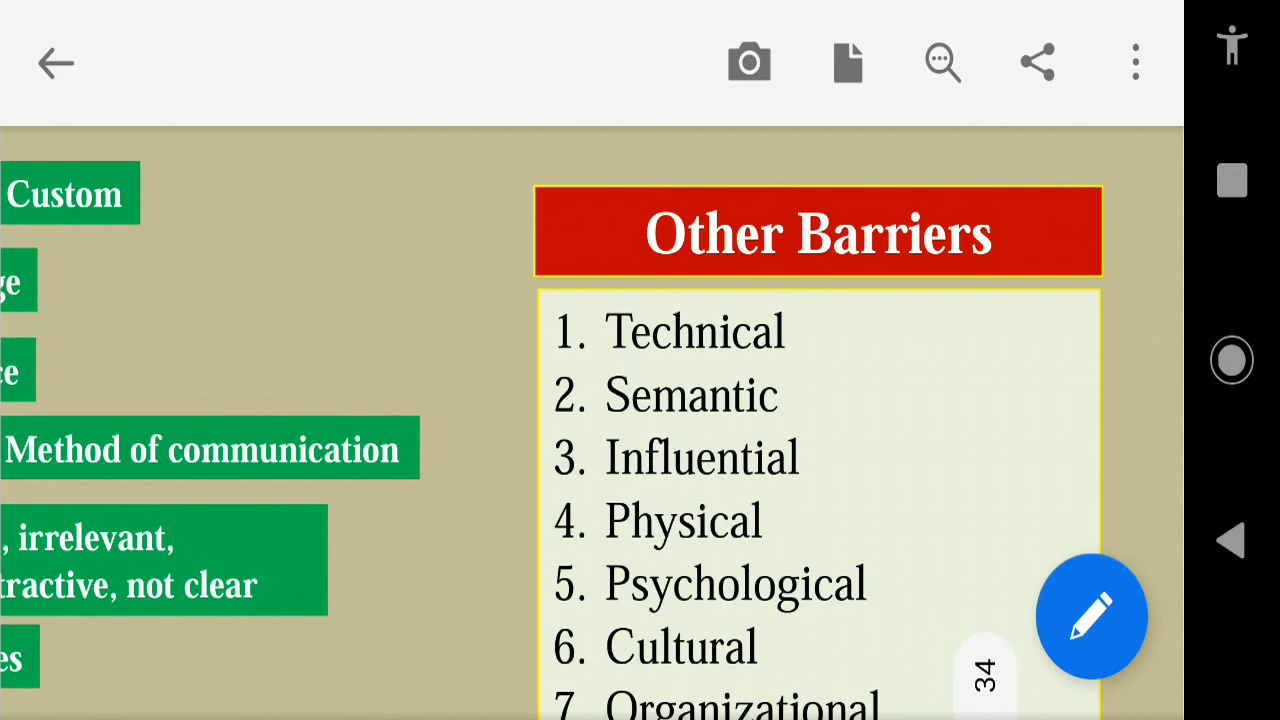 Custom
ge
ce
Method of communication
, irrelevant,
tractive, not clear
es
Other Barriers
1. Technical
2. Semantic
3. Influential
4. Physical
5. Psychological
6. Cultural
7. Organizational
34